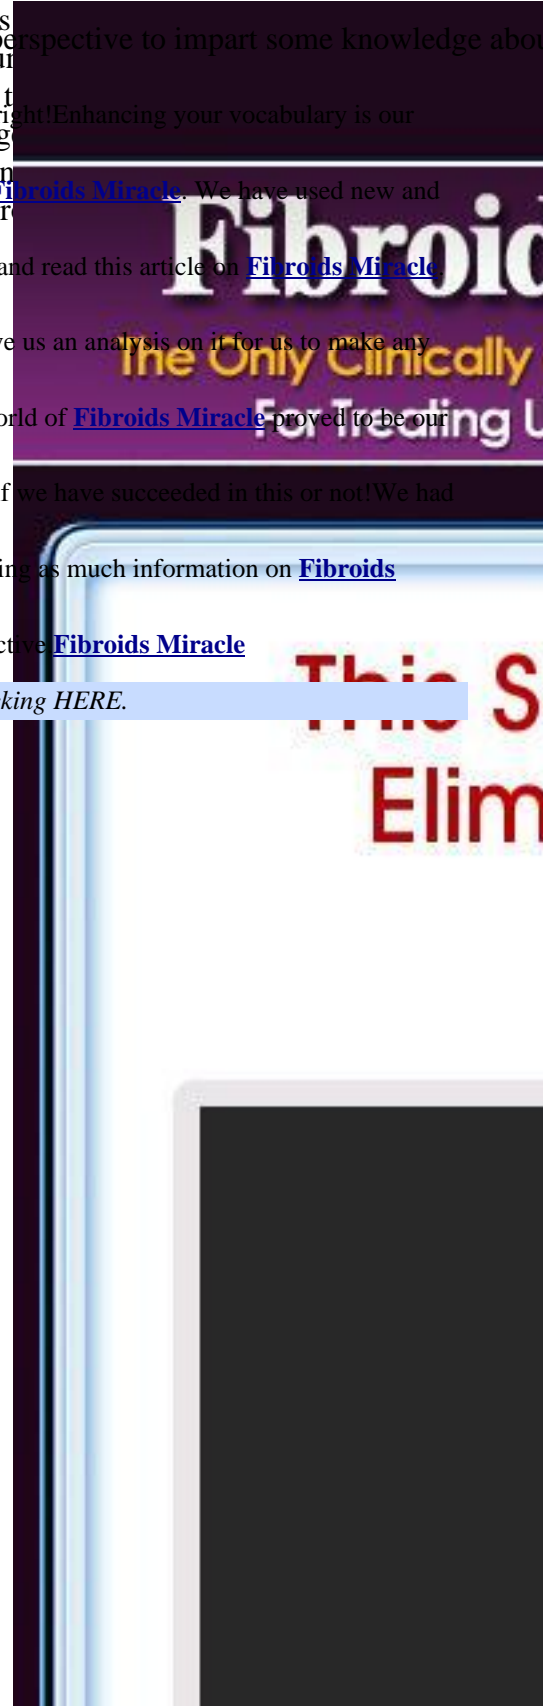 s
perspective to impart some knowledge abou
ur
t
right!Enhancing your vocabulary is our
g
n
Fibroids Miracle. We have used new and
r
Fibroid
and read this article on Fibroids Miracle
ve us an analysis on it for us to make any
The Only Clinically
orld of Fibroids Miracle proved to be our
For Treating U
f we have succeeded in this or not!We had
ing as much information on Fibroids
ctive Fibroids Miracle
This S
king HERE.
Elim